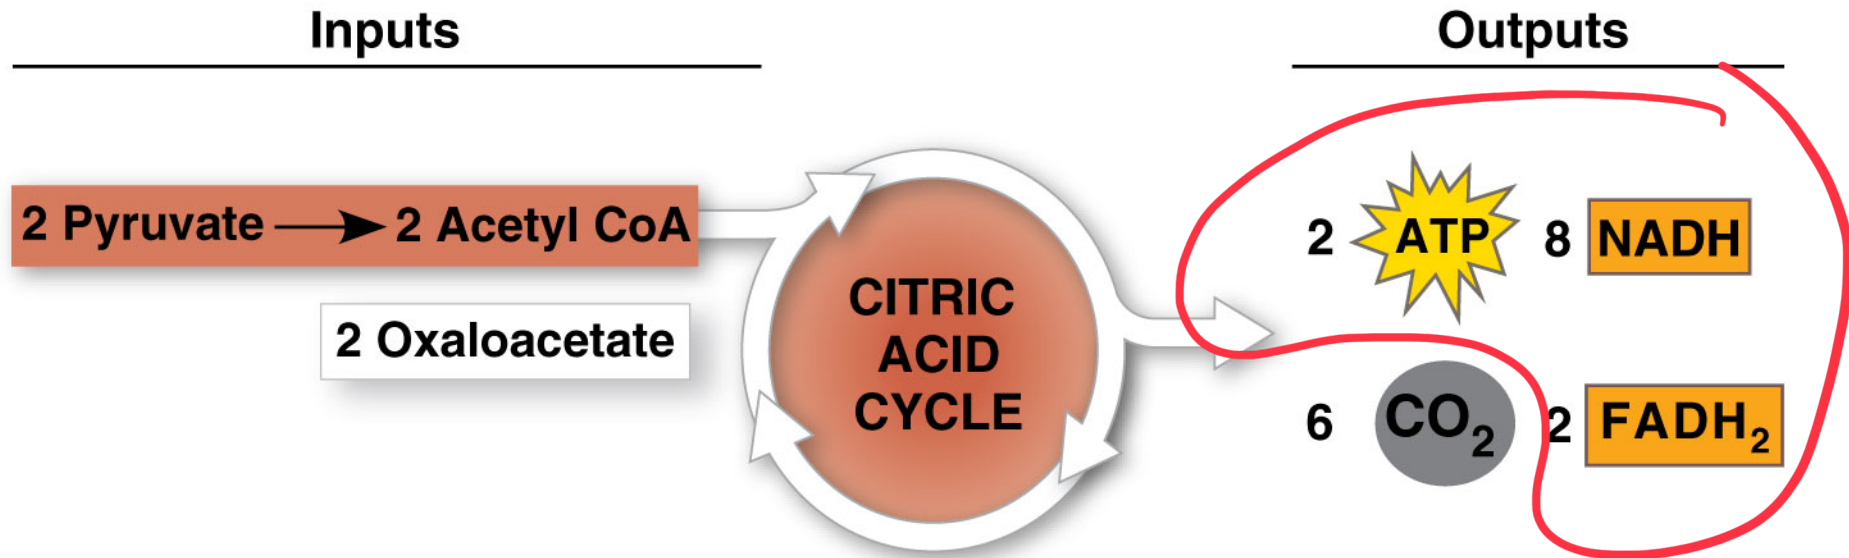 Inputs
Outputs
2 Pyruvate → 2 Acetyl CoA
2 Oxaloacetate
CITRIC
ACID
CYCLE
2 ATP 8 NADH
6 CO₂ 2 FADH₂